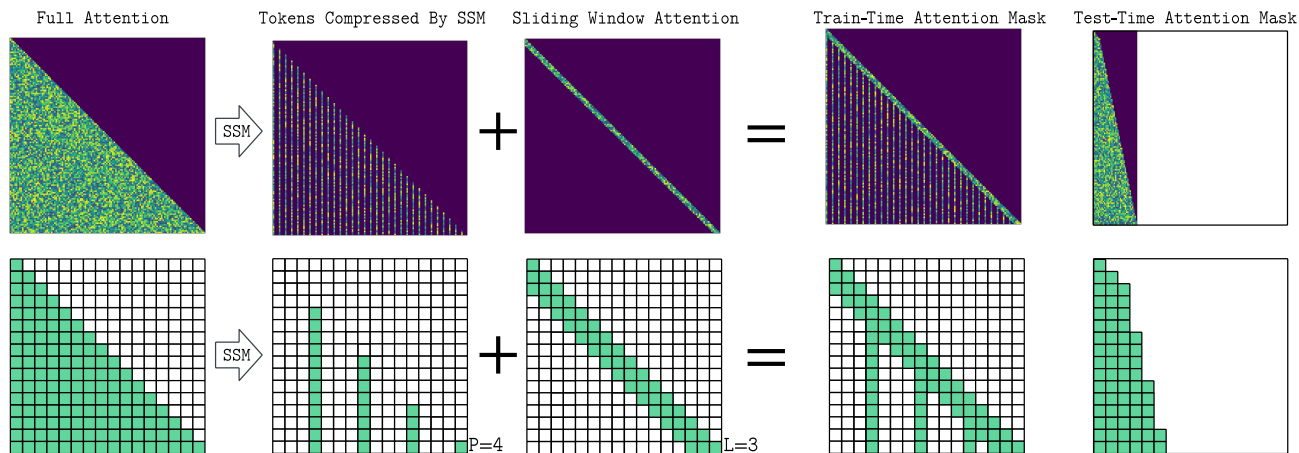 Full Attention
Tokens Compressed By SSM
Sliding Window Attention
Train-Time Attention Mask
Test-Time Attention Mask
SSM
+
=
SSM
+
=
P=4
L=3